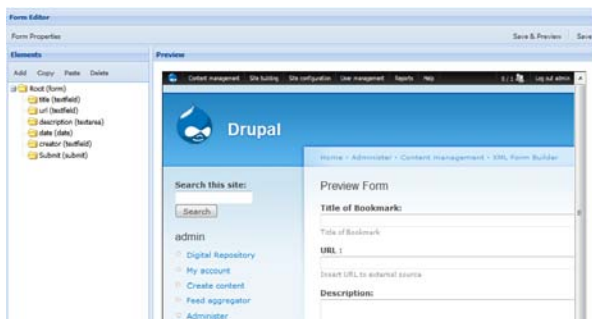 Form Editor
Form Properties
Save & Preview
Save
Elements
Preview
Add Copy Paste Delete
Root (form)
title (textfield)
url (textfield)
description (textarea)
date (date)
creator (textfield)
Submit (submit)
Content management Site building Site configuration User management Reports Help
0 / 1
Log out admin
Drupal
Home › Administer › Content management › XML Form Builder
Search this site:
Search
admin
Digital Repository
My account
Create content
Feed aggregator
Administer
Preview Form
Title of Bookmark:
Title of Bookmark
URL :
Insert URL to external source
Description: